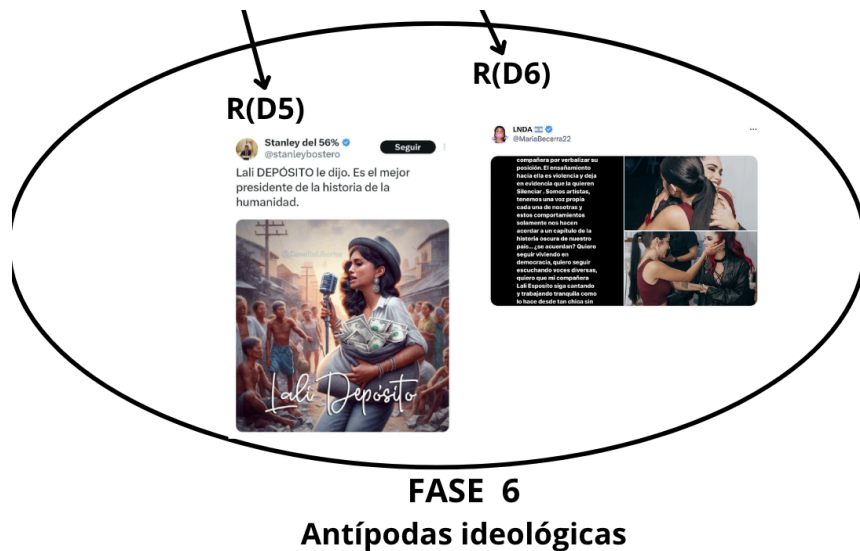 R(D6)
R(D5)
Stanley del 56%
@stanleybostero
Seguir
Lali DEPÓSITO le dijo. Es el mejor
presidente de la historia de la
humanidad.
Lali Depósito
LNDA
@MariaBecerra22
compañera por verbalizar su
posición. El ensañamiento
hacia ella es violencia y deja
en evidencia que la quieren
Silenciar . Somos artistas,
tenemos una voz propia
cada una de nosotras y
estos comportamientos
solamente nos hacen
acordar a un capítulo de la
historia oscura de nuestro
país... ¿se acuerdan? Quiero
seguir viviendo en
democracia, quiero seguir
escuchando voces diversas,
quiero que mi compañera
Lali Esposito siga cantando
y trabajando tranquila como
lo hace desde tan chica sin
FASE 6
Antípodas ideológicas